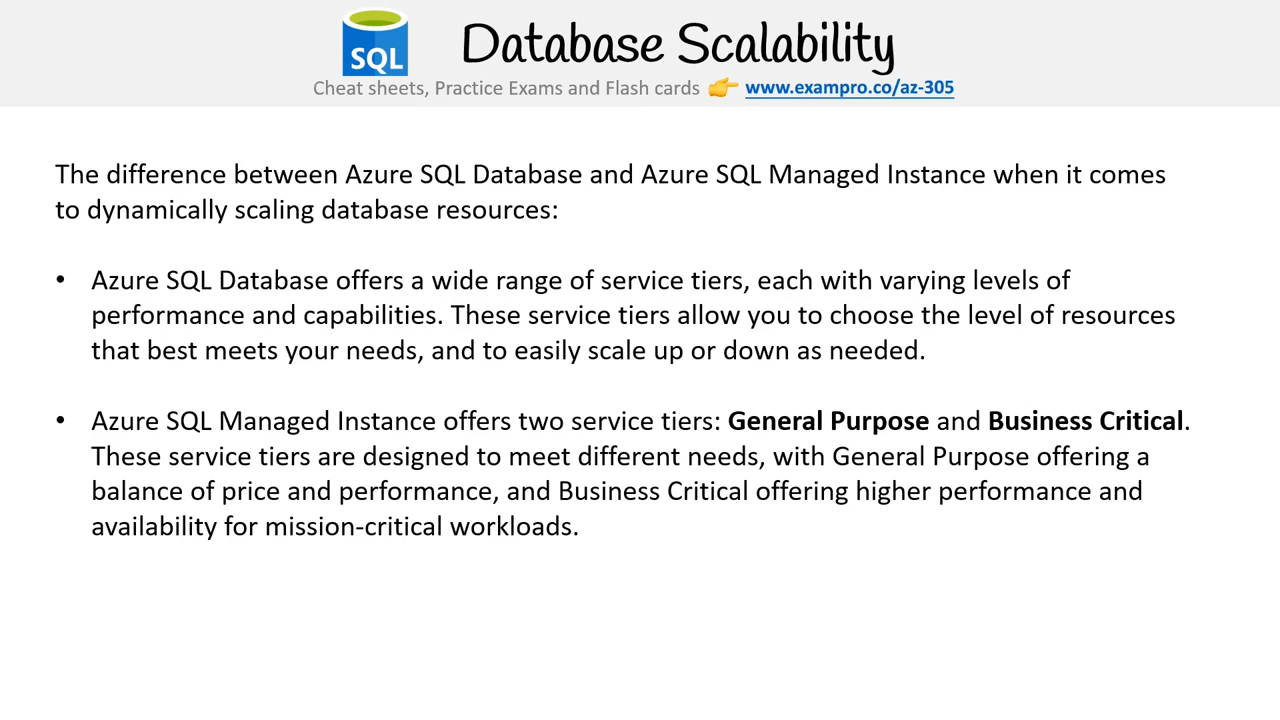 SQL
Database Scalability
Cheat sheets, Practice Exams and Flash cards 👉 www.exampro.co/az-305
The difference between Azure SQL Database and Azure SQL Managed Instance when it comes
to dynamically scaling database resources:
• Azure SQL Database offers a wide range of service tiers, each with varying levels of
performance and capabilities. These service tiers allow you to choose the level of resources
that best meets your needs, and to easily scale up or down as needed.
• Azure SQL Managed Instance offers two service tiers: General Purpose and Business Critical.
These service tiers are designed to meet different needs, with General Purpose offering a
balance of price and performance, and Business Critical offering higher performance and
availability for mission-critical workloads.